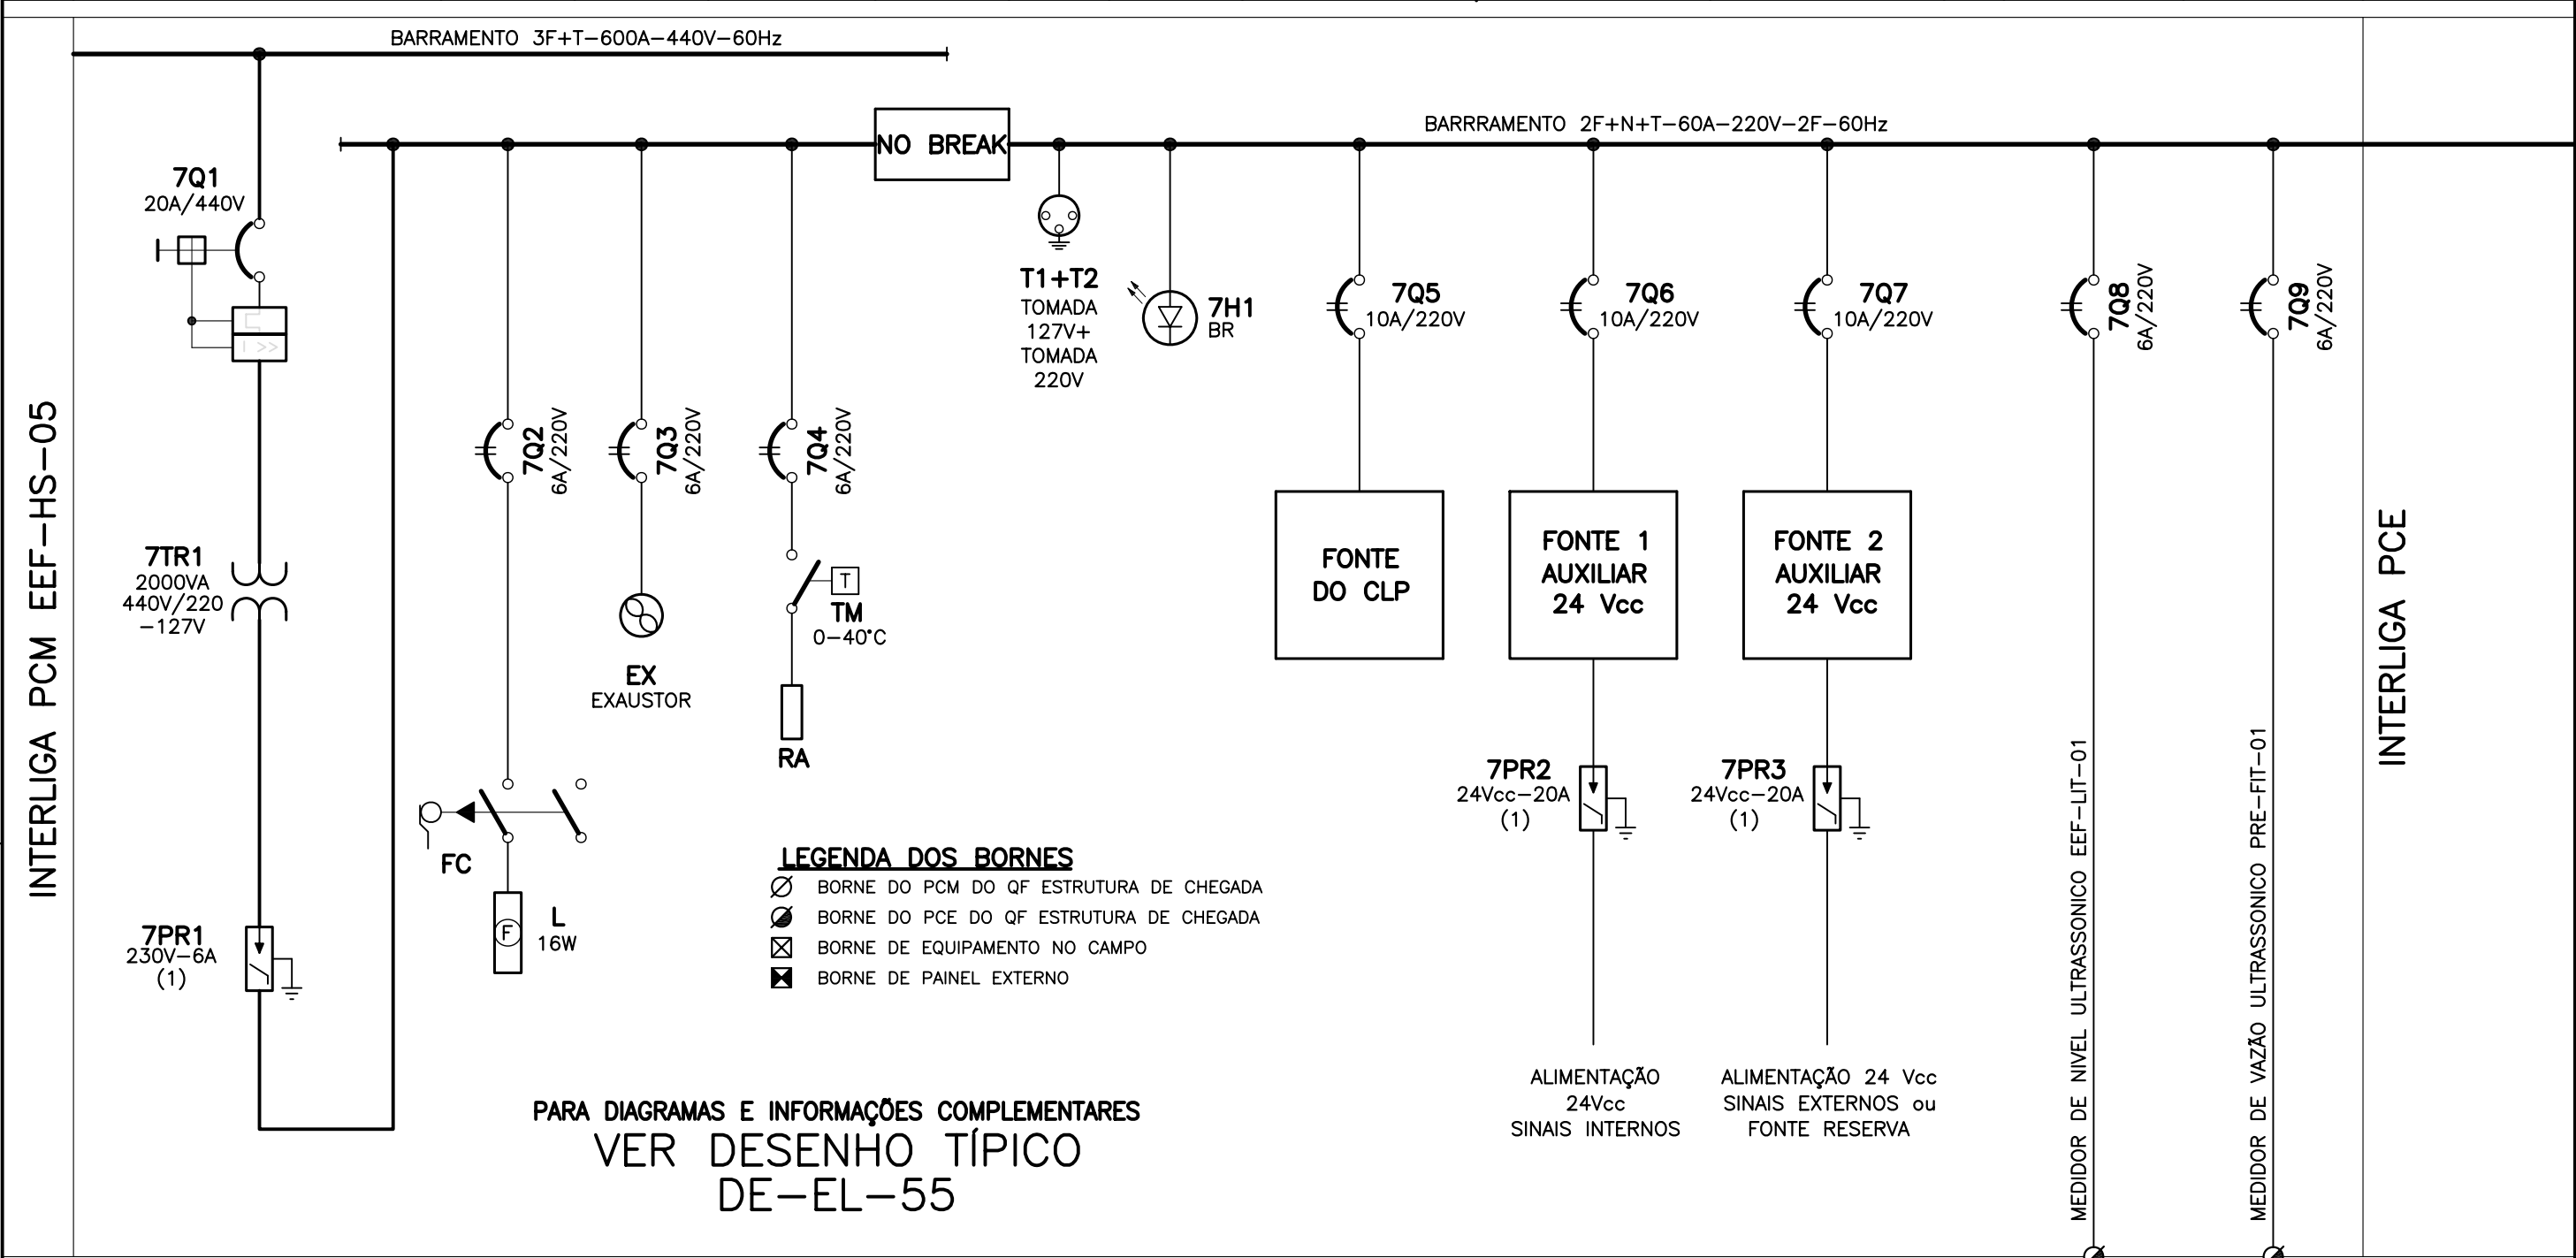 BARRAMENTO 3F+T-600A-440V-60Hz
BARRRAMENTO 2F+N+T-60A-220V-2F-60Hz
NO BREAK
INTERLIGA PCM EEF-HS-05
7Q1
20A/440V
I >>
7TR1
2000VA
440V/220
-127V
7PR1
230V-6A
(1)
7Q2
6A/220V
FC
F
L
16W
7Q3
6A/220V
EX
EXAUSTOR
7Q4
6A/220V
T
TM
0-40°C
RA
T1+T2
TOMADA
127V+
TOMADA
220V
7H1
BR
7Q5
10A/220V
FONTE
DO CLP
7Q6
10A/220V
FONTE 1
AUXILIAR
24 Vcc
7PR2
24Vcc-20A
(1)
ALIMENTAÇÃO
24Vcc
SINAIS INTERNOS
7Q7
10A/220V
FONTE 2
AUXILIAR
24 Vcc
7PR3
24Vcc-20A
(1)
ALIMENTAÇÃO 24 Vcc
SINAIS EXTERNOS ou
FONTE RESERVA
7Q8
6A/220V
MEDIDOR DE NIVEL ULTRASSONICO EEF-LIT-01
7Q9
6A/220V
MEDIDOR DE VAZÃO ULTRASSONICO PRE-FIT-01
INTERLIGA PCE
LEGENDA DOS BORNES
BORNE DO PCM DO QF ESTRUTURA DE CHEGADA
BORNE DO PCE DO QF ESTRUTURA DE CHEGADA
BORNE DE EQUIPAMENTO NO CAMPO
BORNE DE PAINEL EXTERNO
PARA DIAGRAMAS E INFORMAÇÕES COMPLEMENTARES
VER DESENHO TÍPICO
DE-EL-55